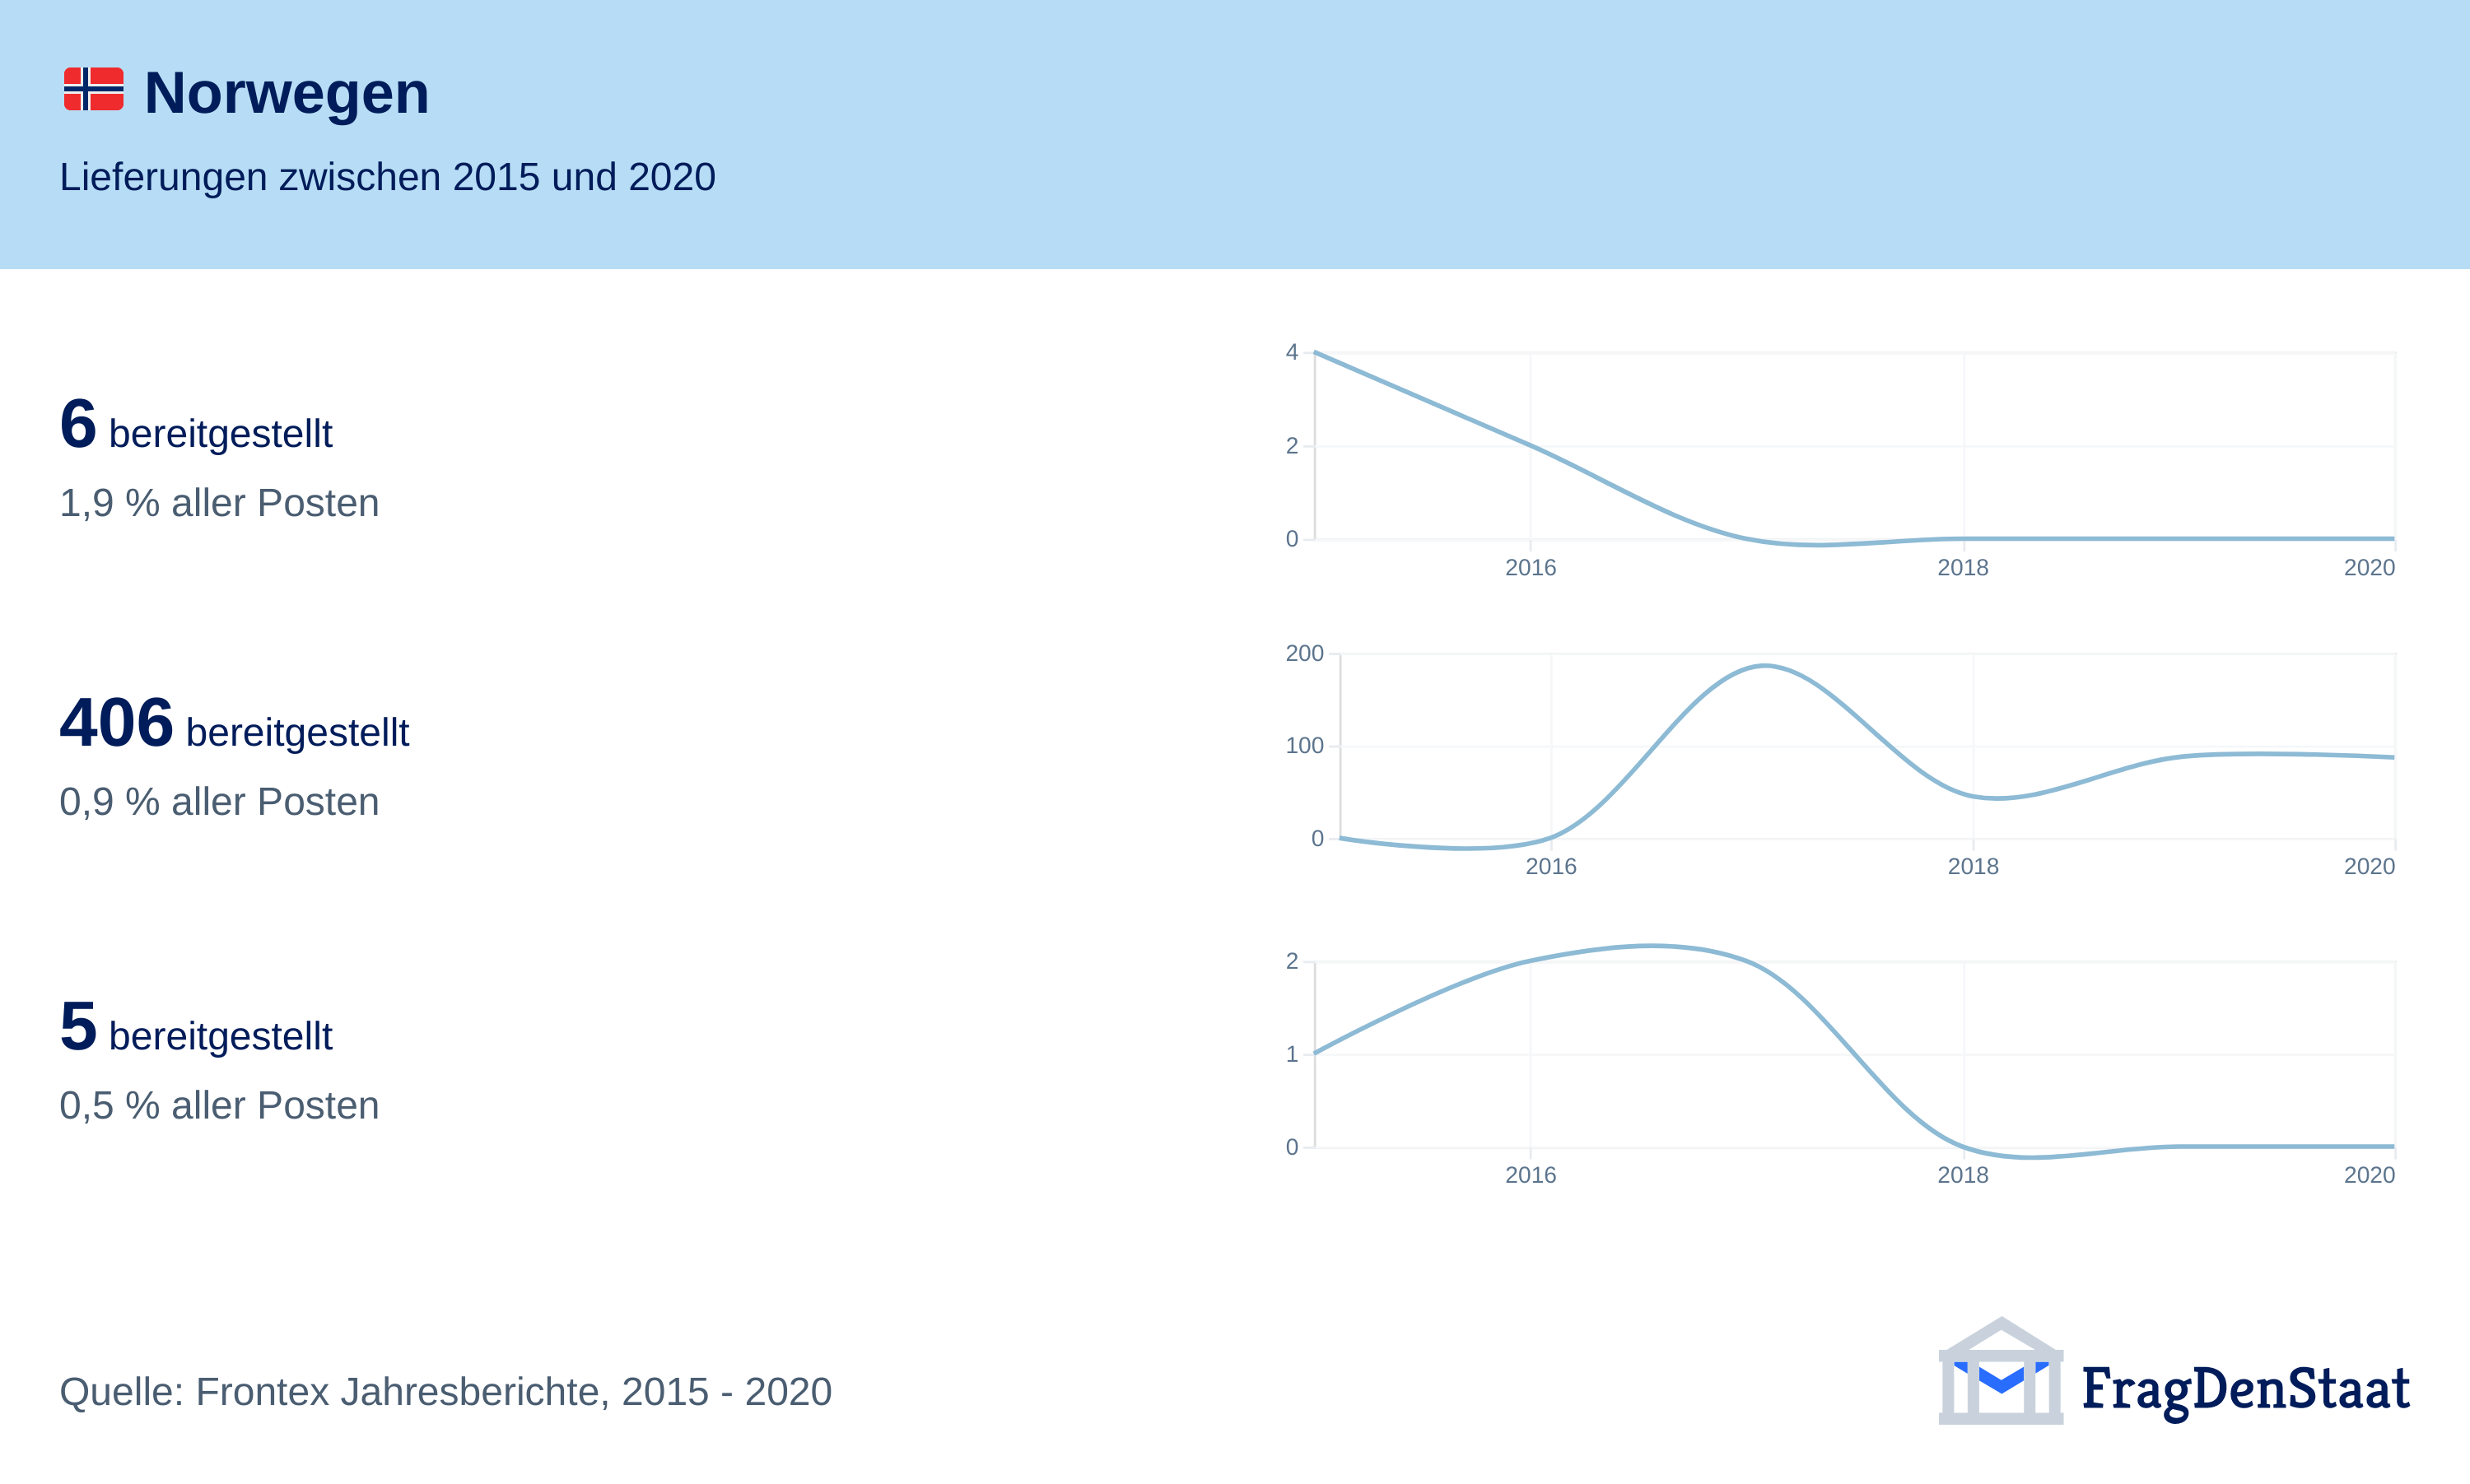 Norwegen
Lieferungen zwischen 2015 und 2020
6 bereitgestellt
1,9 % aller Posten
4
2
0
2016 2018 2020
406 bereitgestellt
0,9 % aller Posten
200
100
0
2016 2018 2020
5 bereitgestellt
0,5 % aller Posten
2
1
0
2016 2018 2020
Quelle: Frontex Jahresberichte, 2015 - 2020
FragDenStaat